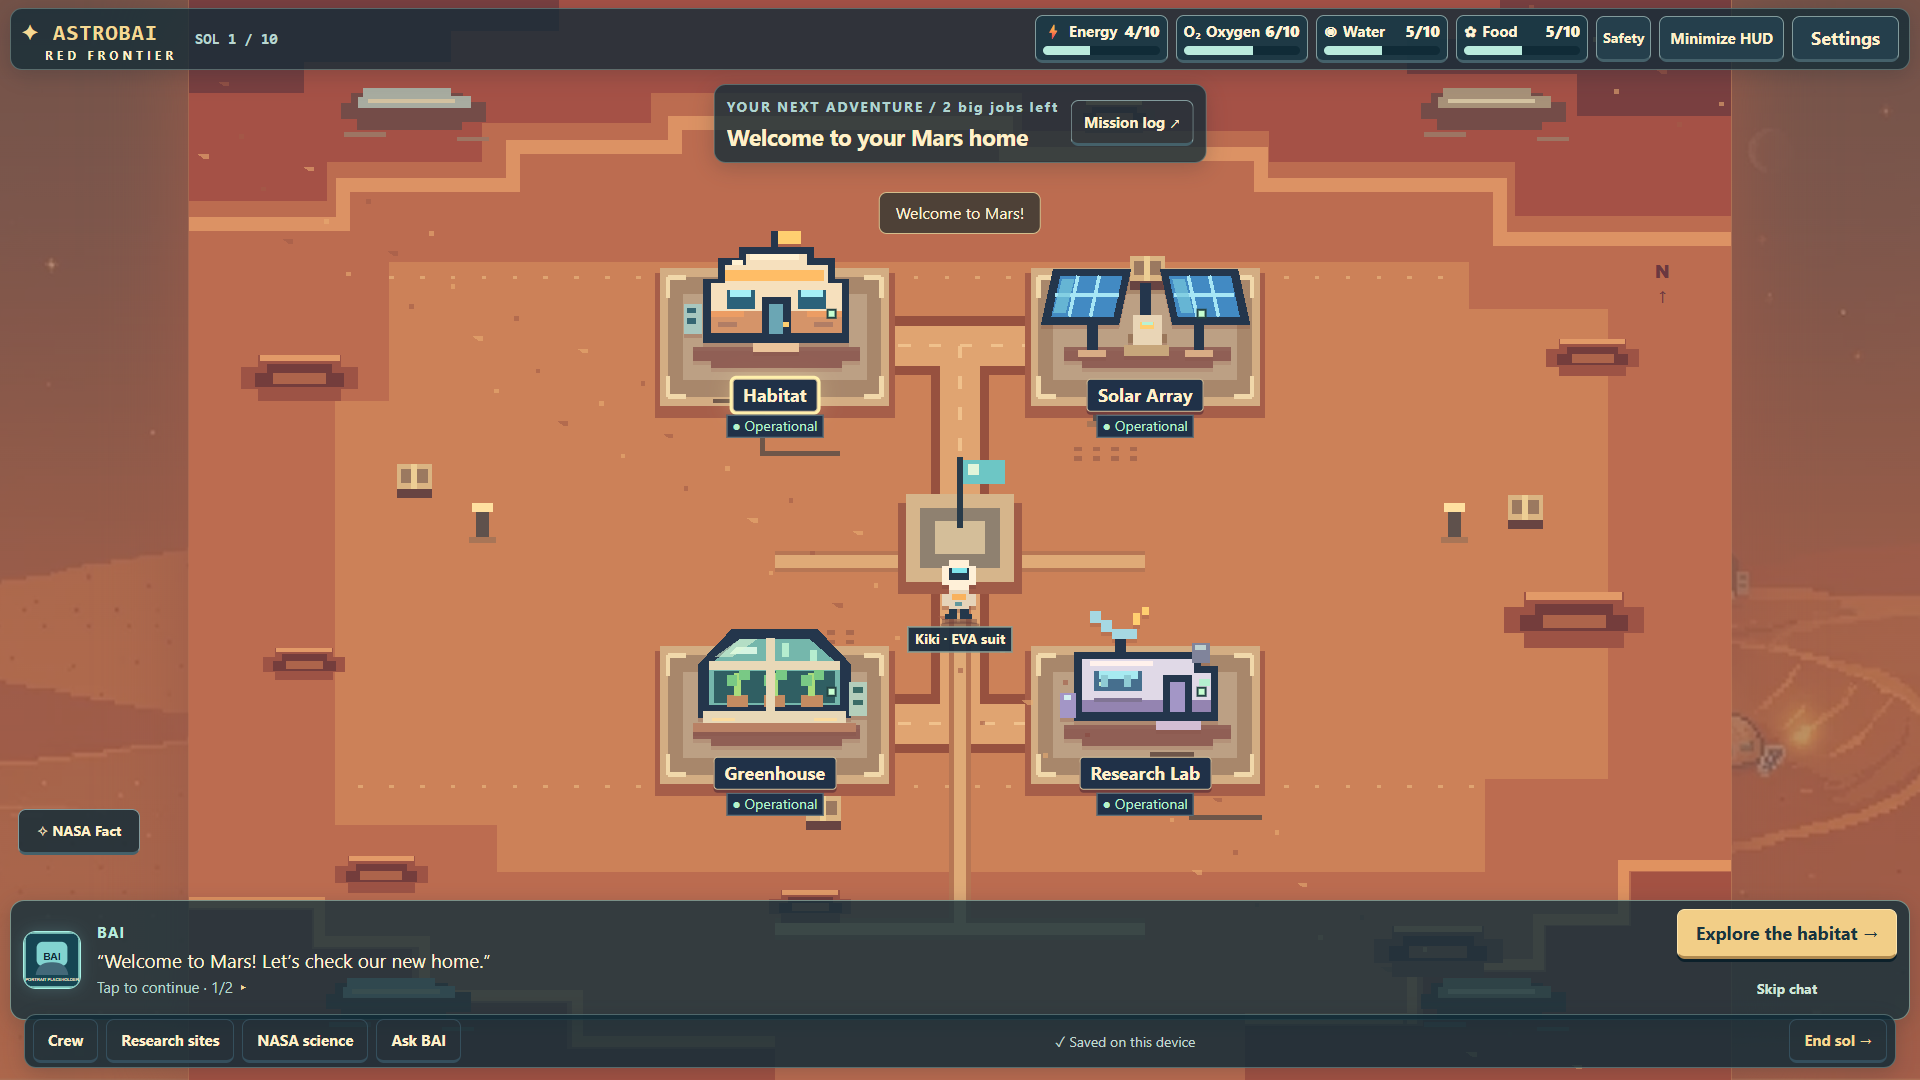 ASTROBAI
RED FRONTIER
SOL 1 / 10
Energy 4/10
O₂ Oxygen 6/10
Water 5/10
Food 5/10
Safety
Minimize HUD
Settings
YOUR NEXT ADVENTURE / 2 big jobs left
Welcome to your Mars home
Mission log ↗
Welcome to Mars!
N
↑
Habitat
● Operational
Solar Array
● Operational
Kiki · EVA suit
Greenhouse
● Operational
Research Lab
● Operational
✧ NASA Fact
BAI
PORTRAIT PLACEHOLDER
BAI
“Welcome to Mars! Let’s check our new home.”
Tap to continue · 1/2 ▸
Explore the habitat →
Skip chat
Crew
Research sites
NASA science
Ask BAI
✓ Saved on this device
End sol →